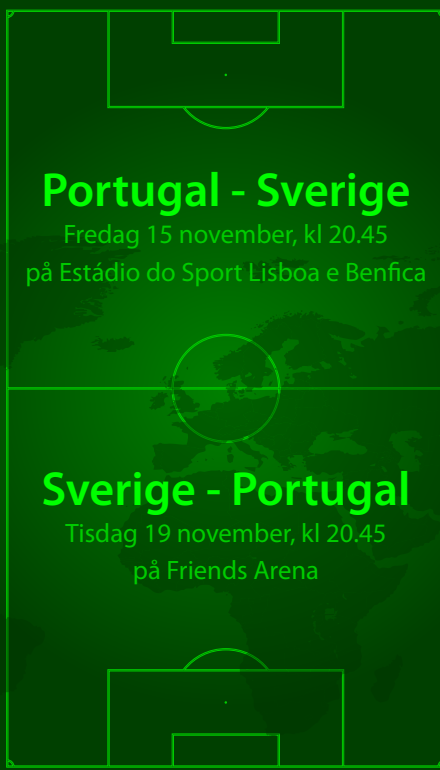 Portugal - Sverige
Fredag 15 november, kl 20.45
på Estádio do Sport Lisboa e Benfica
Sverige - Portugal
Tisdag 19 november, kl 20.45
på Friends Arena